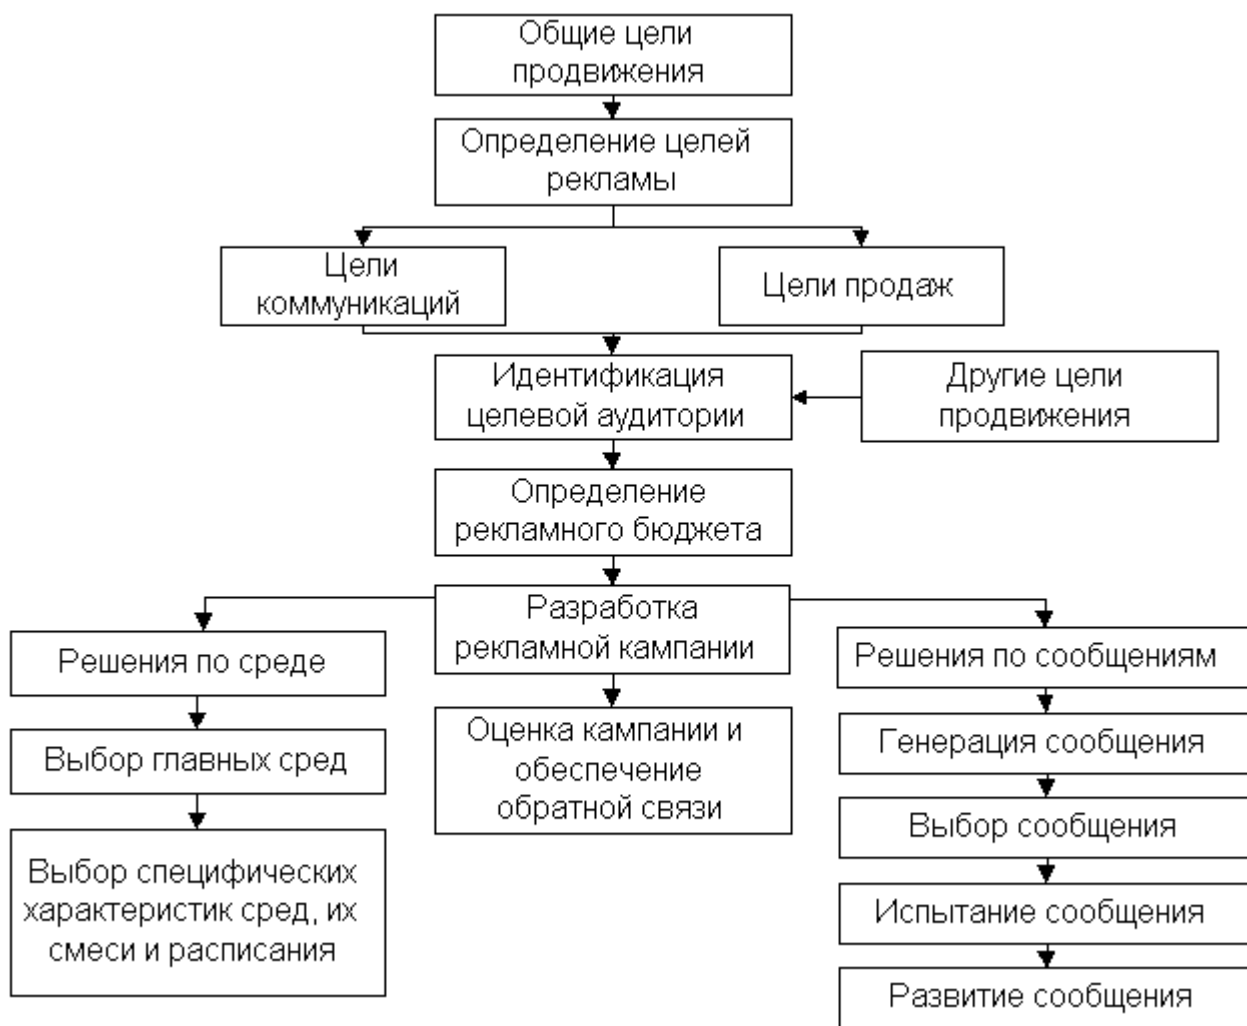 Общие цели
продвижения
Определение целей
рекламы
Цели
коммуникаций
Цели продаж
Идентификация
целевой аудитории
Другие цели
продвижения
Определение
рекламного бюджета
Разработка
рекламной кампании
Решения по среде
Выбор главных сред
Выбор специфических
характеристик сред, их
смеси и расписания
Оценка кампании и
обеспечение
обратной связи
Решения по сообщениям
Генерация сообщения
Выбор сообщения
Испытание сообщения
Развитие сообщения